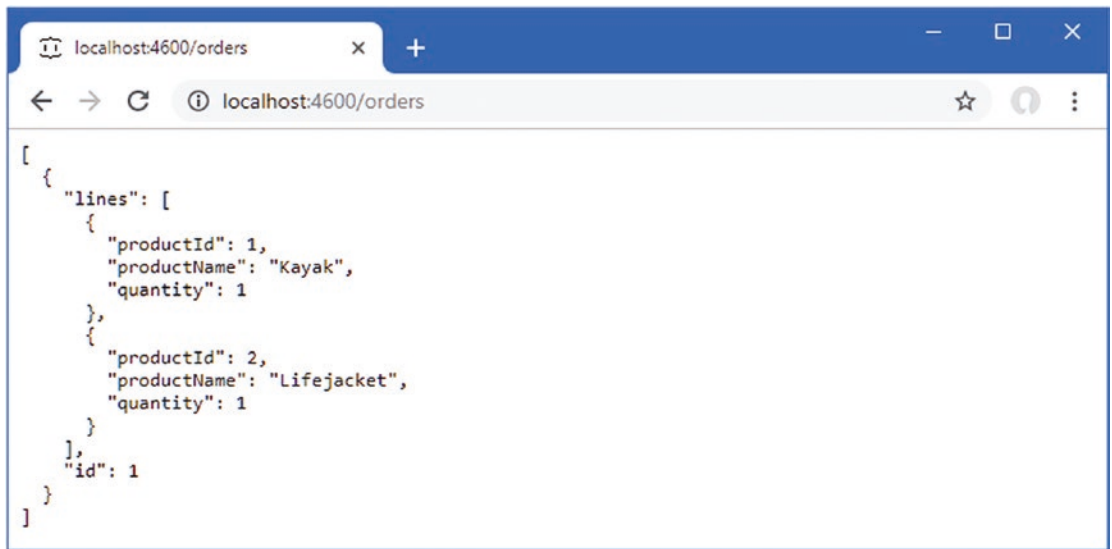 localhost:4600/orders
localhost:4600/orders
[
  {
    "lines": [
      {
        "productId": 1,
        "productName": "Kayak",
        "quantity": 1
      },
      {
        "productId": 2,
        "productName": "Lifejacket",
        "quantity": 1
      }
    ],
    "id": 1
  }
]